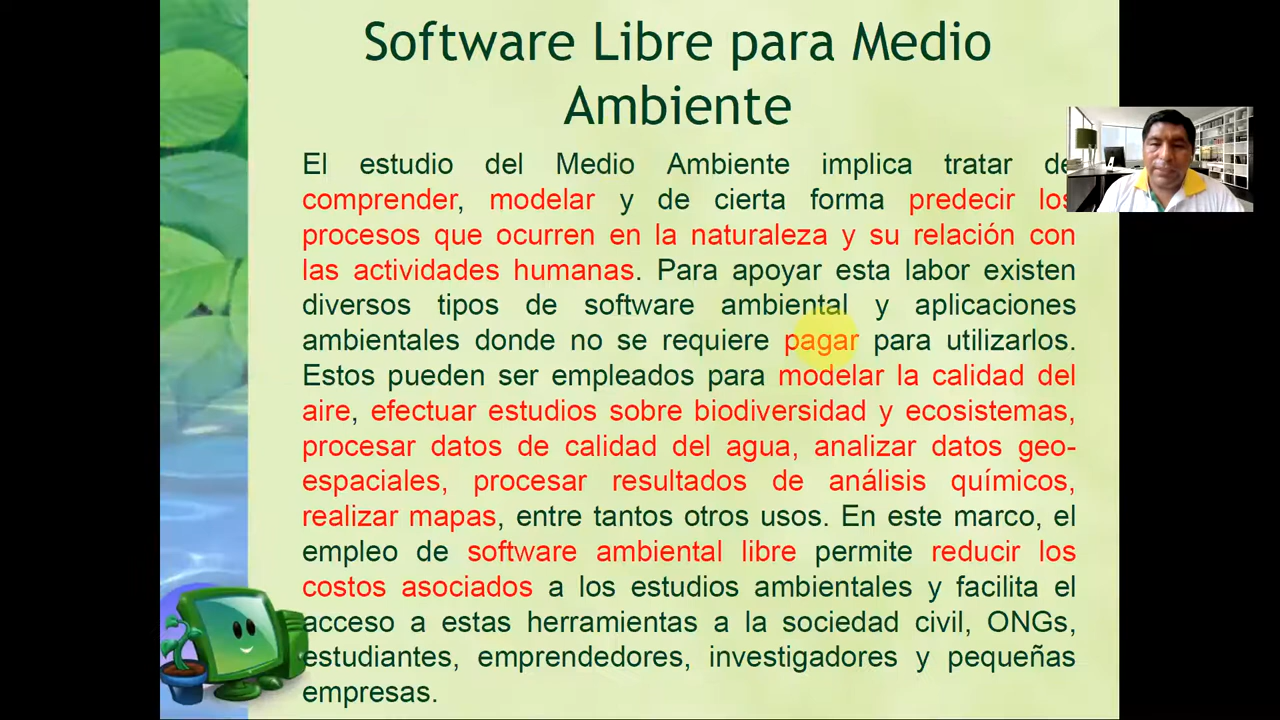 Software Libre para Medio
Ambiente
El estudio del Medio Ambiente implica tratar de
comprender, modelar y de cierta forma predecir los
procesos que ocurren en la naturaleza y su relación con
las actividades humanas. Para apoyar esta labor existen
diversos tipos de software ambiental y aplicaciones
ambientales donde no se requiere pagar para utilizarlos.
Estos pueden ser empleados para modelar la calidad del
aire, efectuar estudios sobre biodiversidad y ecosistemas,
procesar datos de calidad del agua, analizar datos geo-
espaciales, procesar resultados de análisis químicos,
realizar mapas, entre tantos otros usos. En este marco, el
empleo de software ambiental libre permite reducir los
costos asociados a los estudios ambientales y facilita el
acceso a estas herramientas a la sociedad civil, ONGs,
estudiantes, emprendedores, investigadores y pequeñas
empresas.